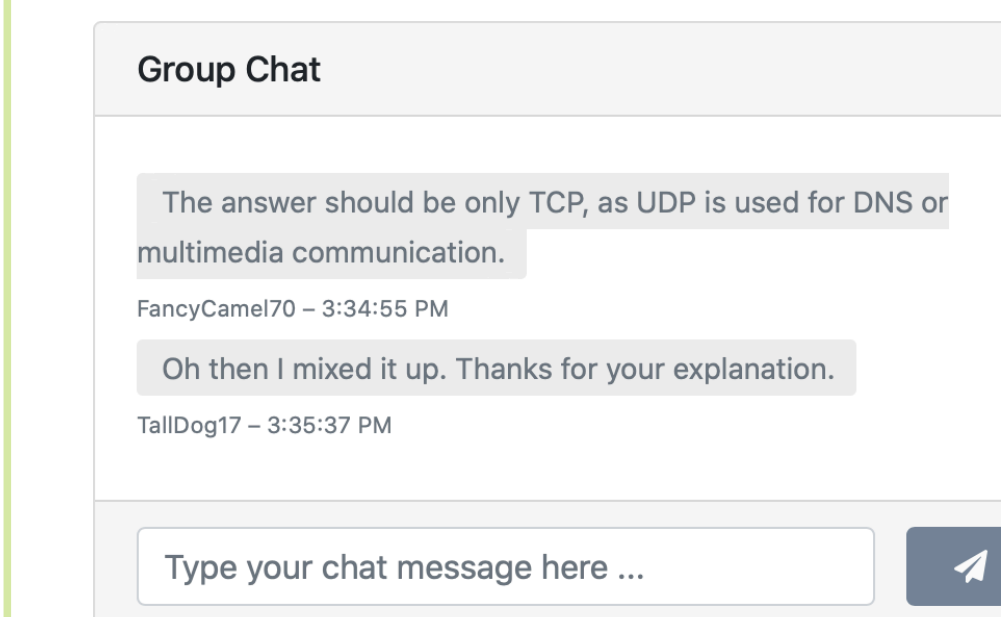 Group Chat
The answer should be only TCP, as UDP is used for DNS or
multimedia communication.
FancyCamel70 – 3:34:55 PM
Oh then I mixed it up. Thanks for your explanation.
TallDog17 – 3:35:37 PM
Type your chat message here ...